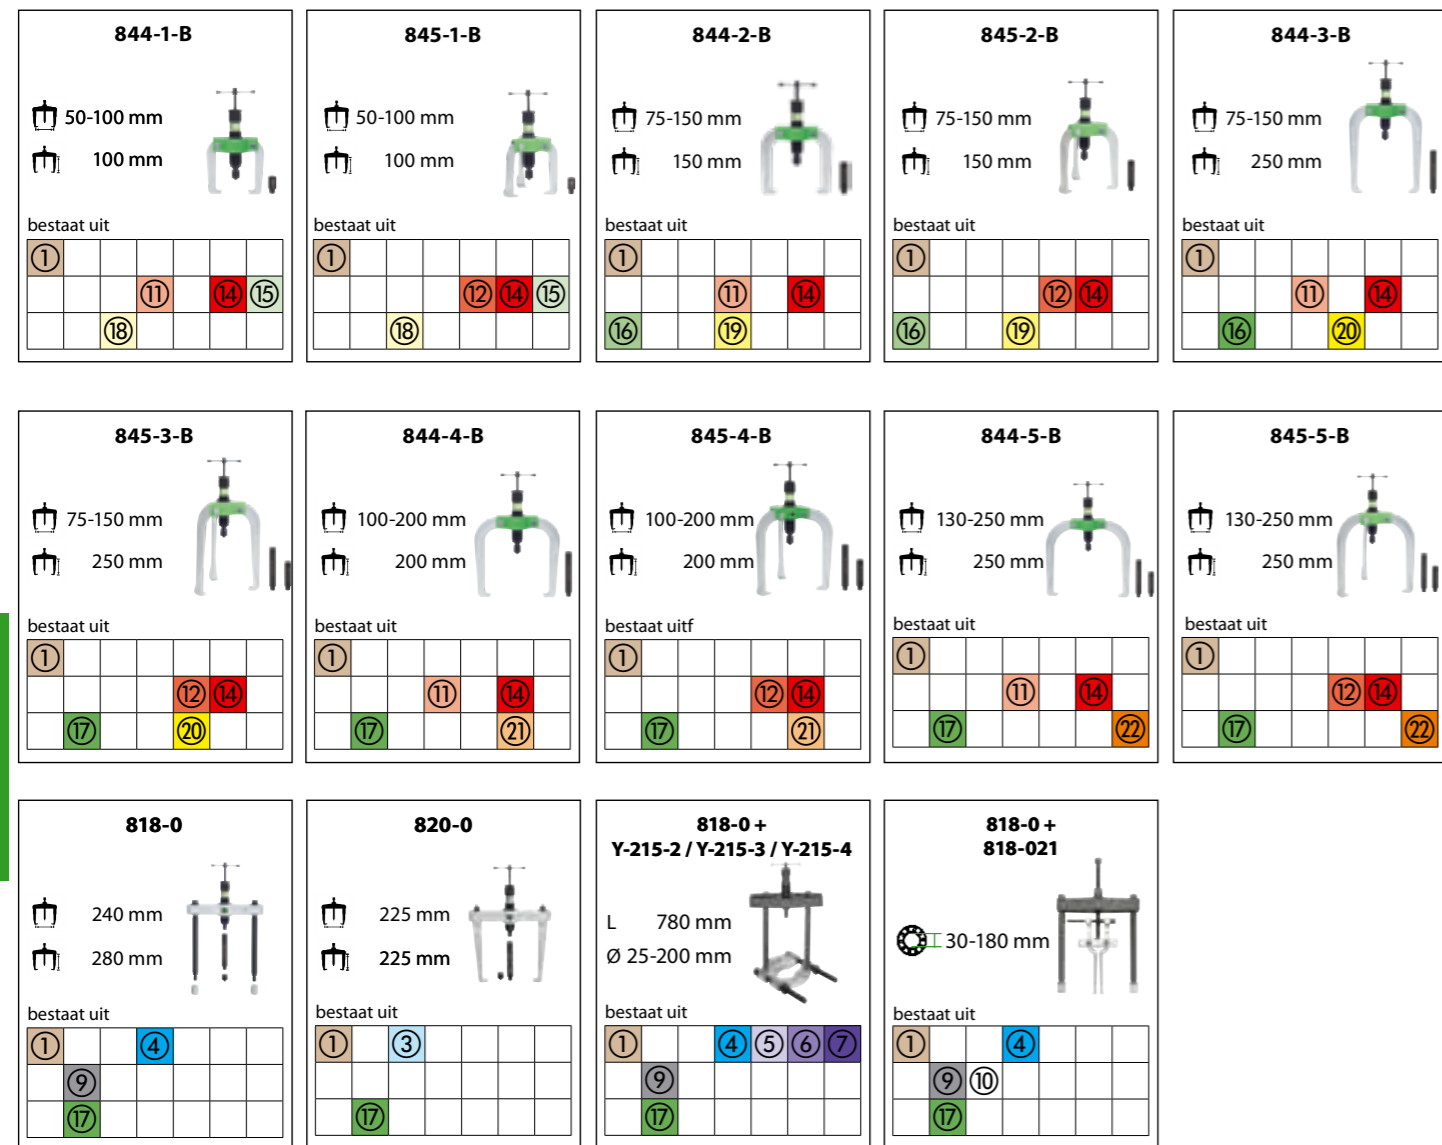 844-1-B
50-100 mm
100 mm
bestaat uit
1
11 14 15
18
845-1-B
50-100 mm
100 mm
bestaat uit
1
12 14 15
18
844-2-B
75-150 mm
150 mm
bestaat uit
1
11 14
16 19
845-2-B
75-150 mm
150 mm
bestaat uit
1
12 14
16 19
844-3-B
75-150 mm
250 mm
bestaat uit
1
11 14
16 20
845-3-B
75-150 mm
250 mm
bestaat uit
1
12 14
17 20
844-4-B
100-200 mm
200 mm
bestaat uit
1
11 14
17 21
845-4-B
100-200 mm
200 mm
bestaat uitf
1
12 14
17 21
844-5-B
130-250 mm
250 mm
bestaat uit
1
11 14
17 22
845-5-B
130-250 mm
250 mm
bestaat uit
1
12 14
17 22
818-0
240 mm
280 mm
bestaat uit
1 4
9
17
820-0
225 mm
225 mm
bestaat uit
1 3
17
818-0 +
Y-215-2 / Y-215-3 / Y-215-4
L 780 mm
Ø 25-200 mm
bestaat uit
1 4 5 6 7
9
17
818-0 +
818-021
30-180 mm
bestaat uit
1 4
9 10
17